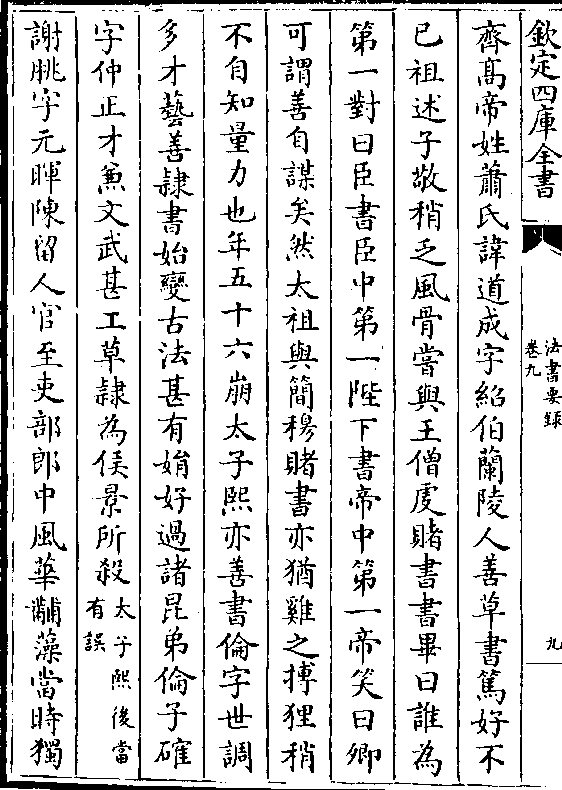 欽定四庫全書
法書要録
卷九
九
齊髙帝姓蕭氏諱道成字紹伯蘭陵人善草書篤好不
已祖述子敬稍乏風骨嘗與王僧䖍賭書書畢曰誰為
第一對曰臣書臣中第一陛下書帝中第一帝笑曰卿
可謂善自謀矣然太祖與簡穆賭書亦猶雞之搏狸稍
不自知量力也年五十六崩太子熙亦善書倫字世調
多才藝善隷書始變古法甚有娋好過諸昆弟倫子確
字仲正才兼文武甚工草隷為侯景所殺
太子熙後當
有誤
謝朓字元暉陳留人官至吏部郎中風華黼藻當時獨